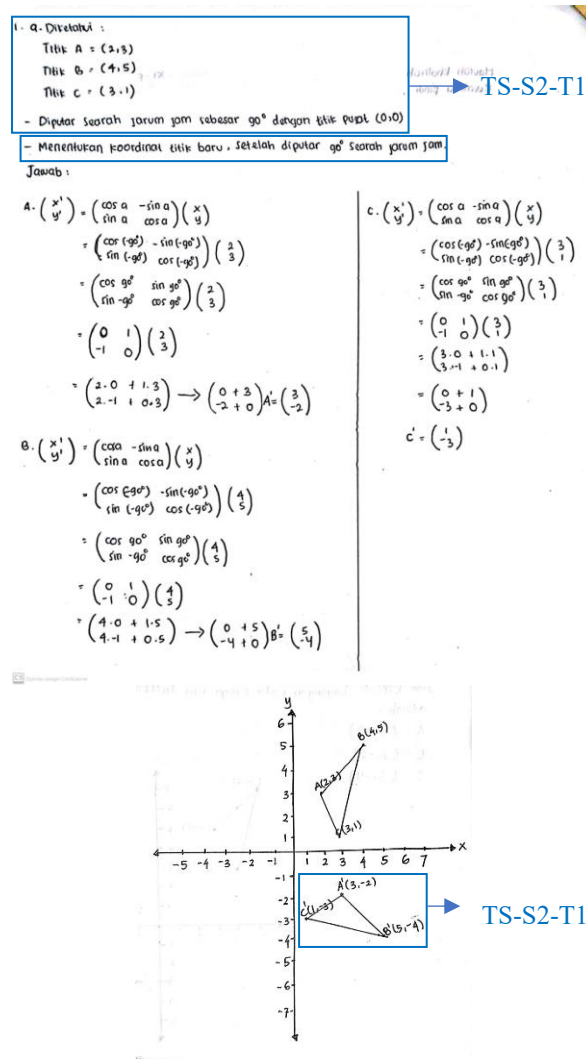 1. a. Diketahui :
Titik A = (2,3)
Titik B = (4,5)
Titik C = (3,1)
- Diputar searah jarum jam sebesar 90° dengan titik pusat (0,0)
TS-S2-T1
- Menentukan koordinat titik baru, setelah diputar 90° searah jarum jam.
Jawab :
A. (x' y') = (cos a -sin a sin a cos a)(x y)
= (cos (-90°) -sin (-90°) sin (-90°) cos (-90°))(2 3)
= (cos 90° sin 90° sin -90° cos 90°)(2 3)
= (0 1 -1 0)(2 3)
= (2.0 + 1.3 2.-1 + 0.3) → (0 + 3 -2 + 0) A' = (3 -2)
B. (x' y') = (cos a -sin a sin a cos a)(x y)
= (cos (-90°) -sin (-90°) sin (-90°) cos (-90°))(4 5)
= (cos 90° sin 90° sin -90° cos 90°)(4 5)
= (0 1 -1 0)(4 5)
= (4.0 + 1.5 4.-1 + 0.5) → (0 + 5 -4 + 0) B' = (5 -4)
C. (x' y') = (cos a -sin a sin a cos a)(x y)
= (cos (-90°) -sin (-90°) sin (-90°) cos (-90°))(3 1)
= (cos 90° sin 90° sin -90° cos 90°)(3 1)
= (0 1 -1 0)(3 1)
= (3.0 + 1.1 3.-1 + 0.1)
= (0 + 1 -3 + 0)
C' = (1 -3)
CS
y
6
5
4
3
2
1
B(4,5)
A(2,3)
C(3,1)
-5 -4 -3 -2 -1 1 2 3 4 5 6 7 x
-1
-2
-3
-4
-5
-6
-7
A'(3,-2)
C'(1,-3)
B'(5,-4)
TS-S2-T1